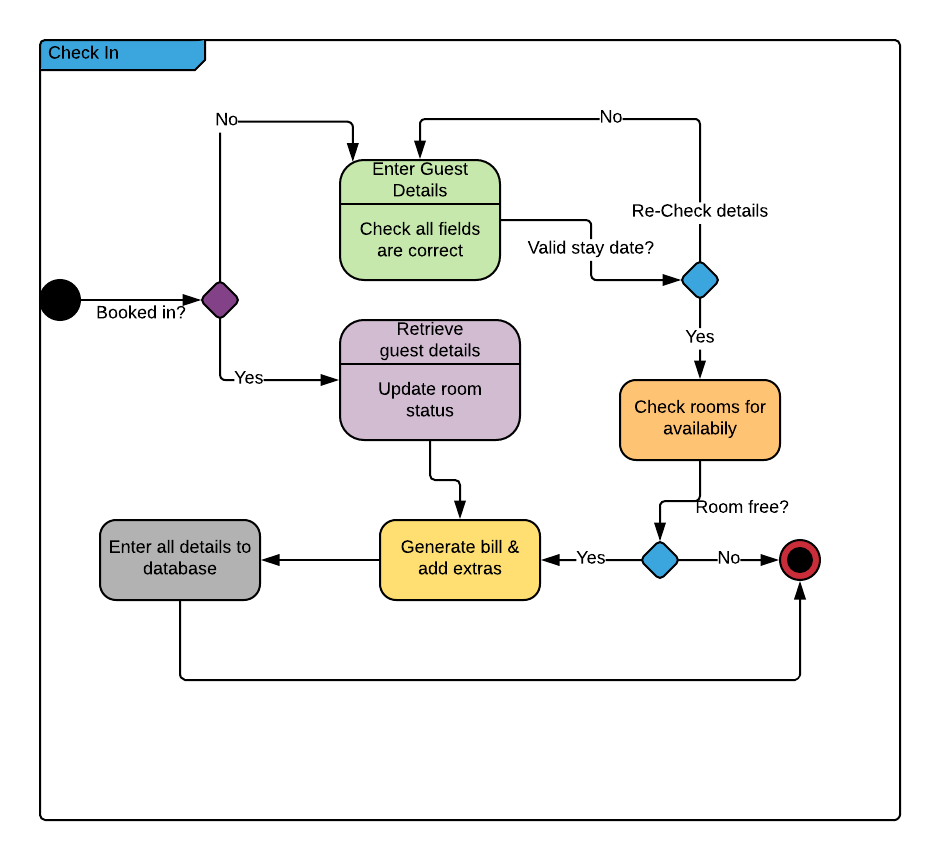 Check In
No
No
Enter Guest
Details
Check all fields
are correct
Re-Check details
Valid stay date?
Booked in?
Retrieve
guest details
Update room
status
Yes
Yes
Check rooms for
availabily
Room free?
Enter all details to
database
Generate bill &
add extras
Yes
No